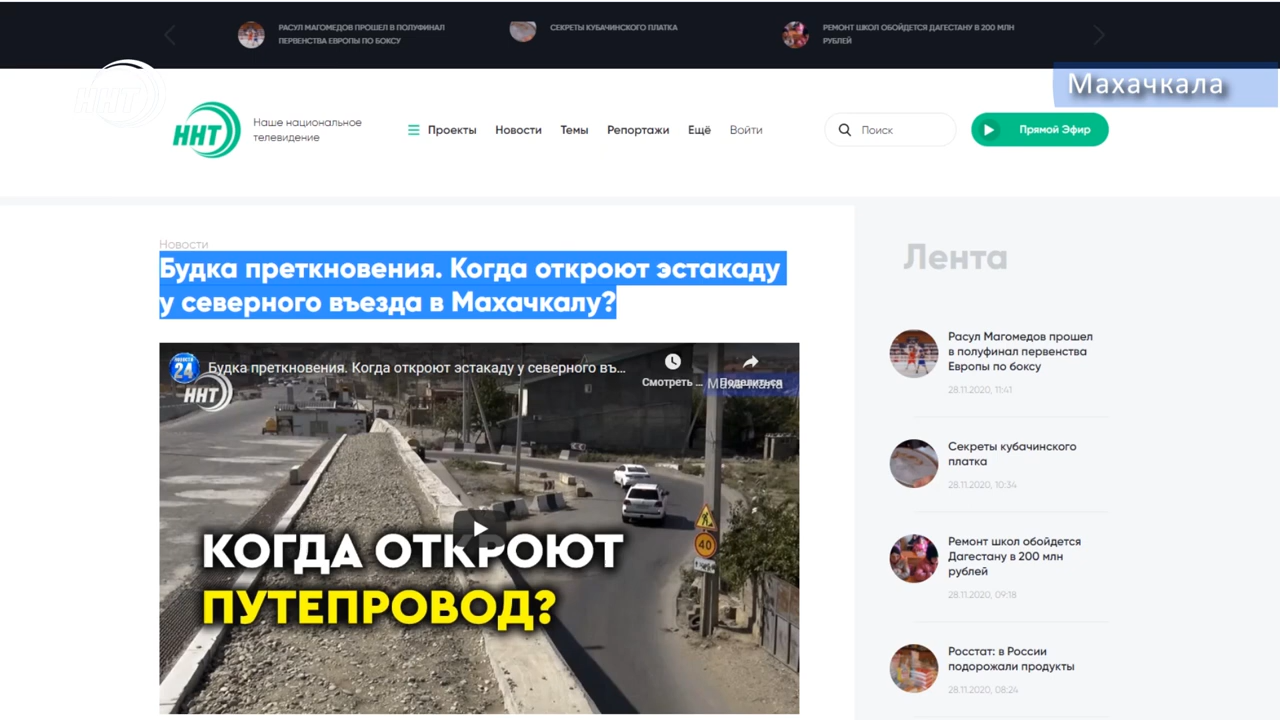 РАСУЛ МАГОМЕДОВ ПРОШЕЛ В ПОЛУФИНАЛ
ПЕРВЕНСТВА ЕВРОПЫ ПО БОКСУ
СЕКРЕТЫ КУБАЧИНСКОГО ПЛАТКА
РЕМОНТ ШКОЛ ОБОЙДЕТСЯ ДАГЕСТАНУ В 200 МЛН
РУБЛЕЙ
ННТ
Махачкала
ННТ
Наше национальное
телевидение
Проекты
Новости
Темы
Репортажи
Ещё
Войти
Поиск
Прямой Эфир
Новости
Будка преткновения. Когда откроют эстакаду
у северного въезда в Махачкалу?
НОВОСТИ
24
Будка преткновения. Когда откроют эстакаду у северного въ...
ННТ
Смотреть ...
Поделиться
Махачкала
40
КОГДА ОТКРОЮТ
ПУТЕПРОВОД?
Лента
Расул Магомедов прошел
в полуфинал первенства
Европы по боксу
28.11.2020, 11:41
Секреты кубачинского
платка
28.11.2020, 10:34
Ремонт школ обойдется
Дагестану в 200 млн
рублей
28.11.2020, 09:18
Росстат: в России
подорожали продукты
28.11.2020, 08:24